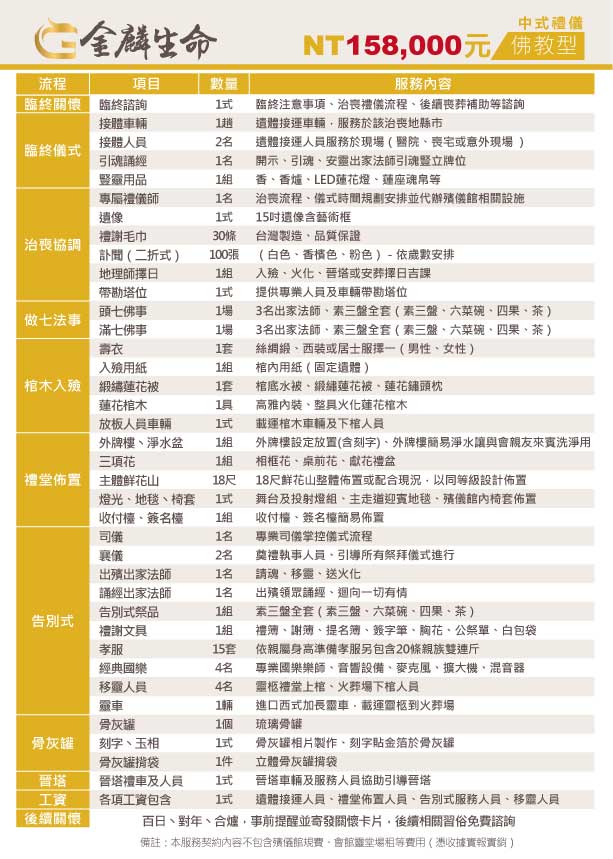 金麟生命
NT158,000元
中式禮儀
佛教型
流程 項目 數量 服務內容
臨終關懷 臨終諮詢 1式 臨終注意事項、治喪禮儀流程、後續喪葬補助等諮詢
臨終儀式
接體車輛 1趟 遺體接運車輛，服務於該治喪地縣市
接體人員 2名 遺體接運人員服務於現場（醫院、喪宅或意外現場）
引魂誦經 1名 開示、引魂、安靈出家法師引魂豎立牌位
豎靈用品 1組 香、香爐、LED蓮花燈、蓮座魂帛等
治喪協調
專屬禮儀師 1名 治喪流程、儀式時間規劃安排並代辦殯儀館相關設施
遺像 1式 15吋遺像含藝術框
禮謝毛巾 30條 台灣製造、品質保證
訃聞（二折式） 100張 （白色、香檳色、粉色）- 依歲數安排
地理師擇日 1組 入殮、火化、晉塔或安葬擇日吉課
帶勘塔位 1式 提供專業人員及車輛帶勘塔位
做七法事
頭七佛事 1場 3名出家法師、素三盤全套（素三盤、六菜碗、四果、茶）
滿七佛事 1場 3名出家法師、素三盤全套（素三盤、六菜碗、四果、茶）
棺木入殮
壽衣 1套 絲綢緞、西裝或居士服擇一（男性、女性）
入殮用紙 1組 棺內用紙（固定遺體）
緞繡蓮花被 1套 棺底水被、緞繡蓮花被、蓮花鏽頭枕
蓮花棺木 1具 高雅內裝、整具火化蓮花棺木
放板人員車輛 1式 載運棺木車輛及下棺人員
禮堂佈置
外牌樓、淨水盆 1組 外牌樓設定放置(含刻字)、外牌樓簡易淨水讓與會親友來賓洗淨用
三項花 1組 相框花、桌前花、獻花禮盆
主體鮮花山 18尺 18尺鮮花山整體佈置或配合現況，以同等級設計佈置
燈光、地毯、椅套 1式 舞台及投射燈組、主走道迎賓地毯、殯儀館內椅套佈置
收付檯、簽名檯 1組 收付檯、簽名檯簡易佈置
告別式
司儀 1名 專業司儀掌控儀式流程
襄儀 2名 奠禮執事人員、引導所有祭拜儀式進行
出殯出家法師 1名 請魂、移靈、送火化
誦經出家法師 1名 出殯領眾誦經、迴向一切有情
告別式祭品 1組 素三盤全套（素三盤、六菜碗、四果、茶）
禮謝文具 1組 禮簿、謝簿、提名簿、簽字筆、胸花、公祭單、白包袋
孝服 15套 依親屬身高準備孝服另包含20條親族雙連斤
經典國樂 4名 專業國樂樂師、音響設備、麥克風、擴大機、混音器
移靈人員 4名 靈柩禮堂上棺、火葬場下棺人員
靈車 1輛 進口西式加長靈車，載運靈柩到火葬場
骨灰罐
骨灰罐 1個 琉璃骨罐
刻字、玉相 1式 骨灰罐相片製作、刻字貼金箔於骨灰罐
骨灰罐揹袋 1件 立體骨灰罐揹袋
晉塔 晉塔禮車及人員 1式 晉塔車輛及服務人員協助引導晉塔
工資 各項工資包含 1式 遺體接運人員、禮堂佈置人員、告別式服務人員、移靈人員
後續關懷 百日、對年、合爐，事前提醒並寄發關懷卡片，後續相關習俗免費諮詢
備註：本服務契約內容不包含殯儀館規費、會館靈堂場租等費用（憑收據實報實銷）